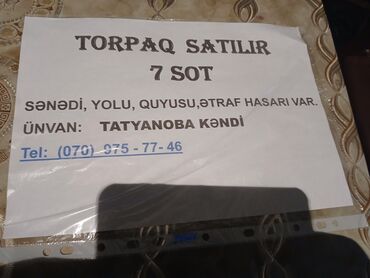 TORPAQ SATILIR
7 SOT
SƏNƏDİ, YOLU, QUYUSU,ƏTRAF HASARI VAR.
ÜNVAN: TATYANOBA KƏNDİ
Tel: (070) 975 - 77- 46